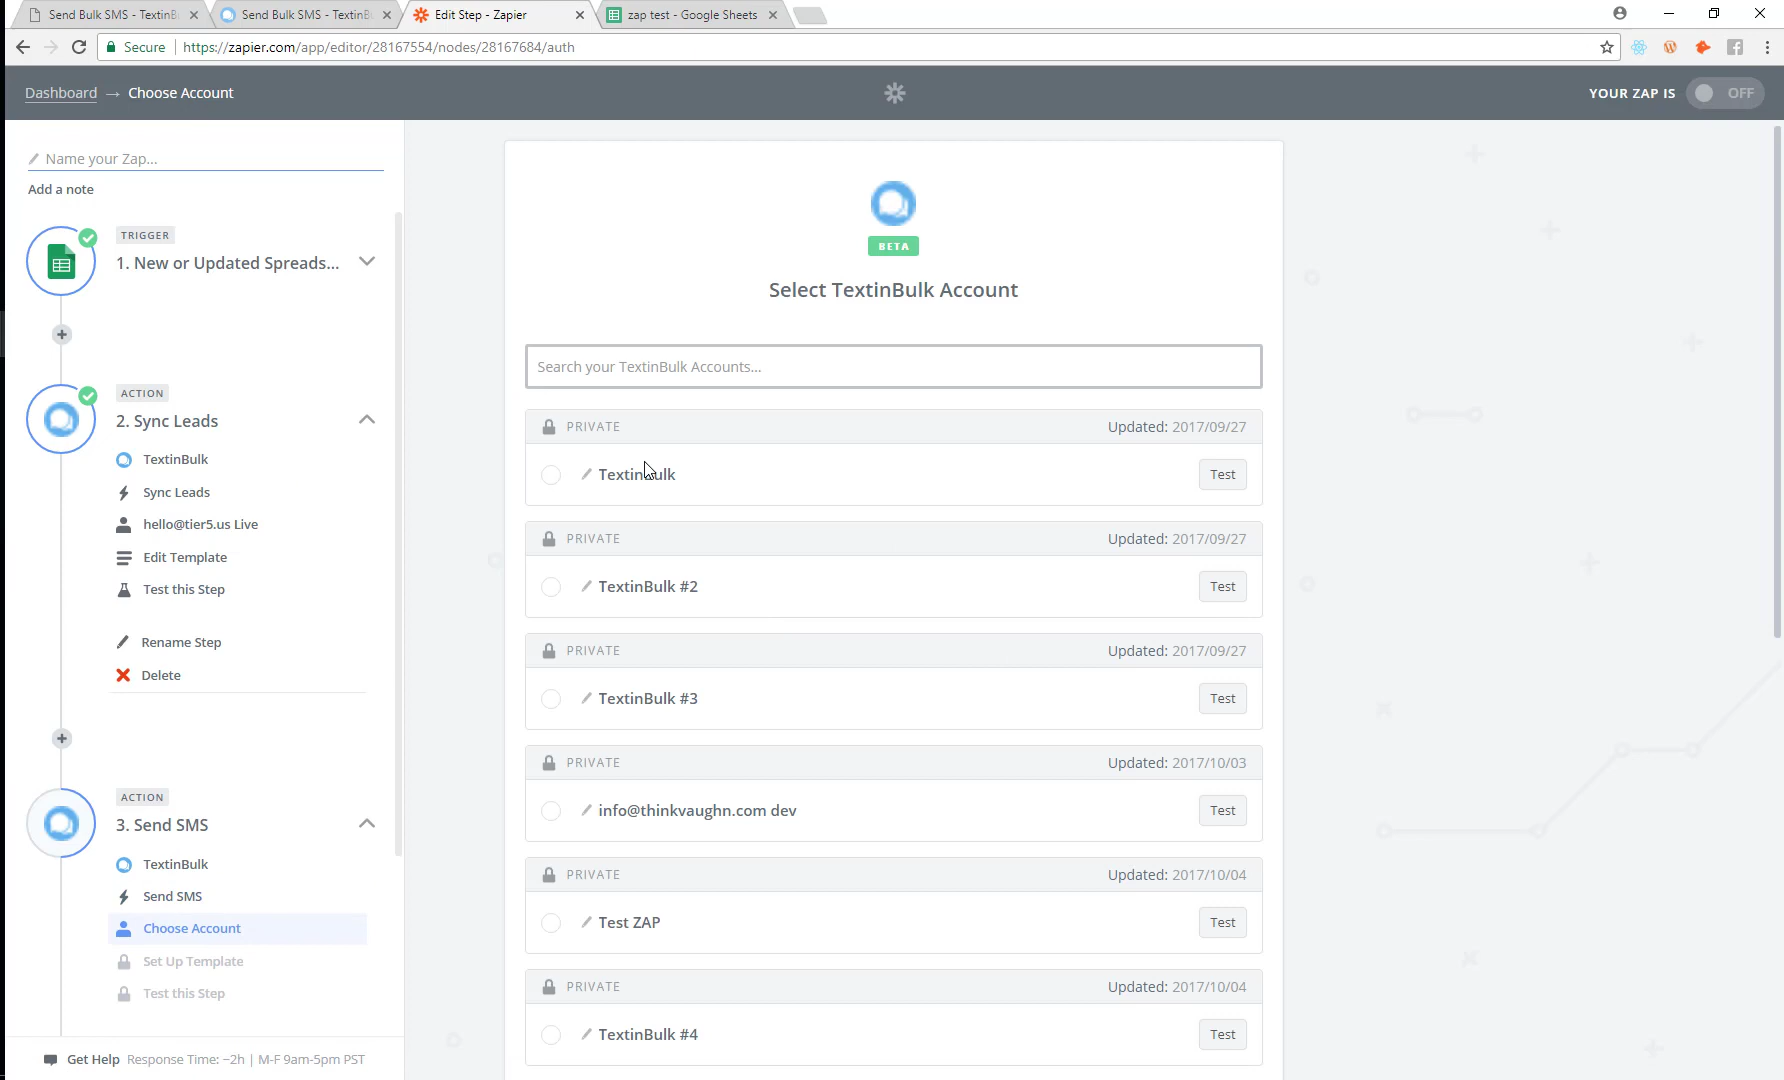 Send Bulk SMS - TextinBu
Send Bulk SMS - TextinBu
Edit Step - Zapier
zap test - Google Sheets
Secure
https://zapier.com/app/editor/28167554/nodes/28167684/auth
Dashboard → Choose Account
YOUR ZAP IS OFF
Name your Zap...
Add a note
TRIGGER
1. New or Updated Spreads...
ACTION
2. Sync Leads
TextinBulk
Sync Leads
hello@tier5.us Live
Edit Template
Test this Step
Rename Step
Delete
ACTION
3. Send SMS
TextinBulk
Send SMS
Choose Account
Set Up Template
Test this Step
Get Help Response Time: ~2h | M-F 9am-5pm PST
BETA
Select TextinBulk Account
Search your TextinBulk Accounts...
PRIVATE Updated: 2017/09/27
TextinBulk Test
PRIVATE Updated: 2017/09/27
TextinBulk #2 Test
PRIVATE Updated: 2017/09/27
TextinBulk #3 Test
PRIVATE Updated: 2017/10/03
info@thinkvaughn.com dev Test
PRIVATE Updated: 2017/10/04
Test ZAP Test
PRIVATE Updated: 2017/10/04
TextinBulk #4 Test